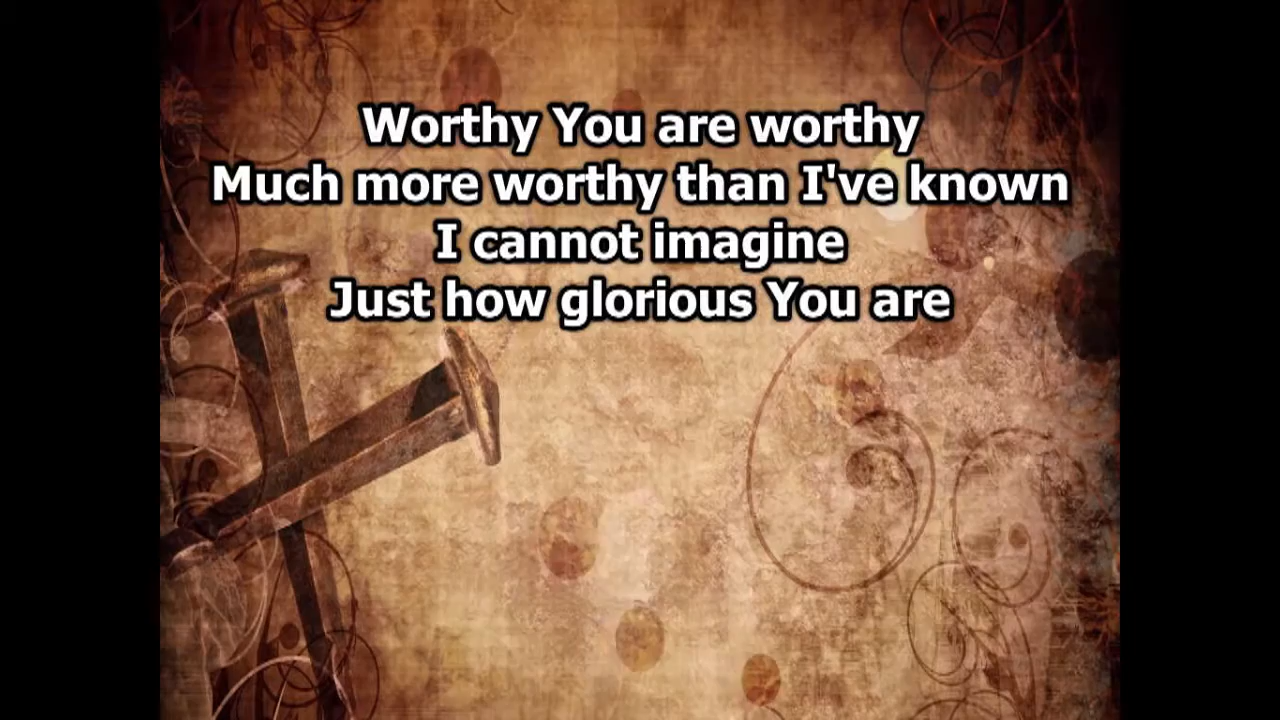 Worthy You are worthy
Much more worthy than I've known
I cannot imagine
Just how glorious You are